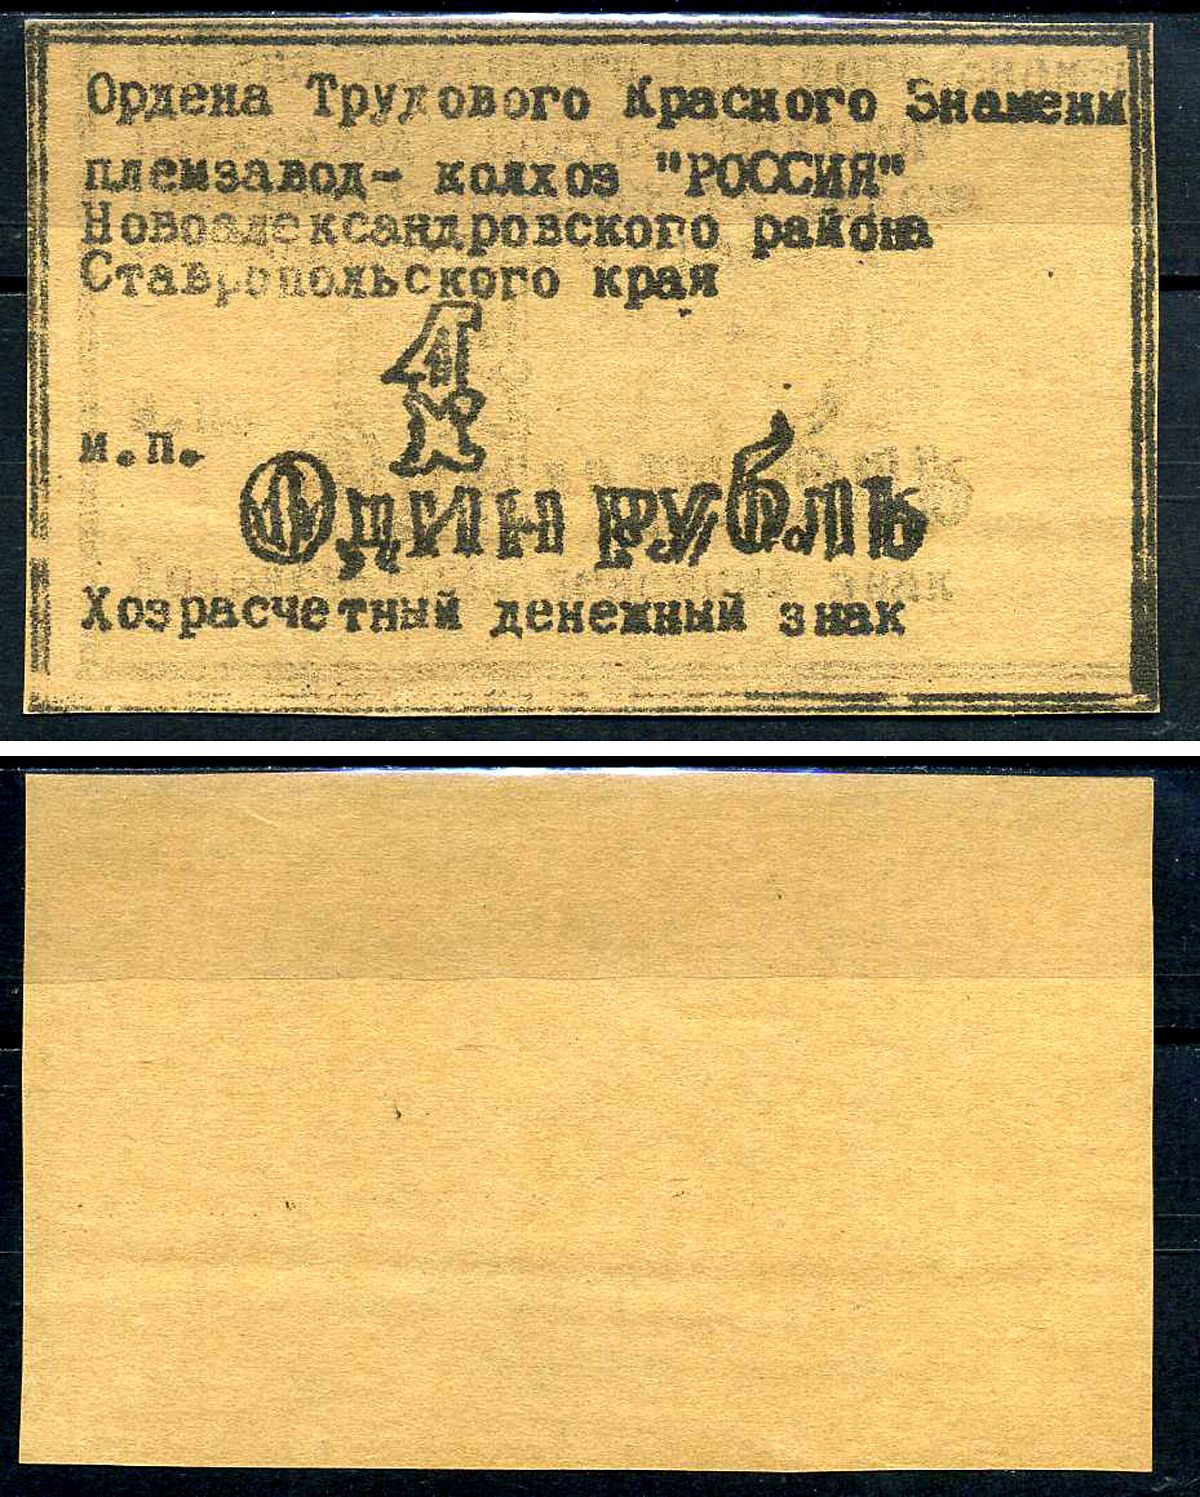 Ордена Трудового Красного Знамени
племзавод- колхоз "РОССИЯ"
Новоалександровского района
Ставропольского края
1
м.п.
Один рубль
Хозрасчетный денежный знак